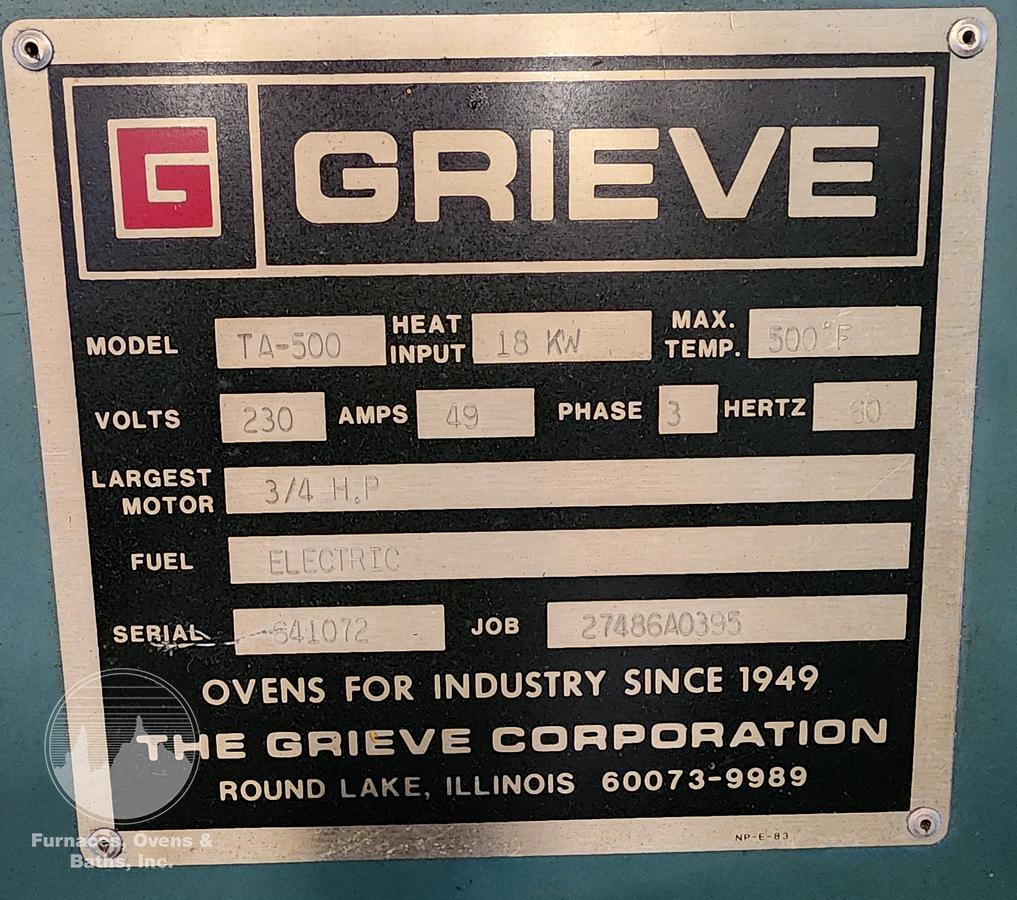 G GRIEVE
MODEL TA-500 HEAT INPUT 18 KW MAX. TEMP. 500°F
VOLTS 230 AMPS 49 PHASE 3 HERTZ 60
LARGEST MOTOR 3/4 H.P
FUEL ELECTRIC
SERIAL 641072 JOB 27486A0395
OVENS FOR INDUSTRY SINCE 1949
THE GRIEVE CORPORATION
ROUND LAKE, ILLINOIS 60073-9989
NP-E-83
Furnaces, Ovens &
Baths, Inc.